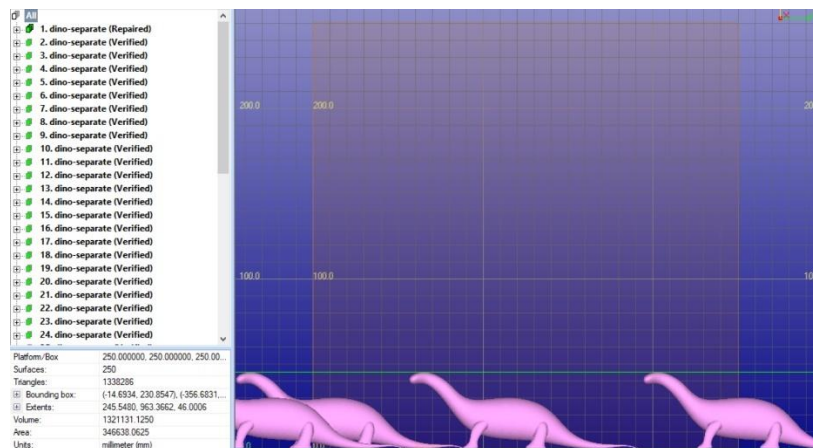 All
1. dino-separate (Repaired)
2. dino-separate (Verified)
3. dino-separate (Verified)
4. dino-separate (Verified)
5. dino-separate (Verified)
6. dino-separate (Verified)
7. dino-separate (Verified)
8. dino-separate (Verified)
9. dino-separate (Verified)
10. dino-separate (Verified)
11. dino-separate (Verified)
12. dino-separate (Verified)
13. dino-separate (Verified)
14. dino-separate (Verified)
15. dino-separate (Verified)
16. dino-separate (Verified)
17. dino-separate (Verified)
18. dino-separate (Verified)
19. dino-separate (Verified)
20. dino-separate (Verified)
21. dino-separate (Verified)
22. dino-separate (Verified)
23. dino-separate (Verified)
24. dino-separate (Verified)
Platform/Box 250.000000, 250.000000, 250.00...
Surfaces: 250
Triangles: 1338286
Bounding box: (-14.6934, 230.8547), (-356.6831,...
Extents: 245.5480, 963.3662, 46.0006
Volume: 1321131.1250
Area: 346638.0625
Units: millimeter (mm)
200.0 200.0 20
100.0 100.0 10